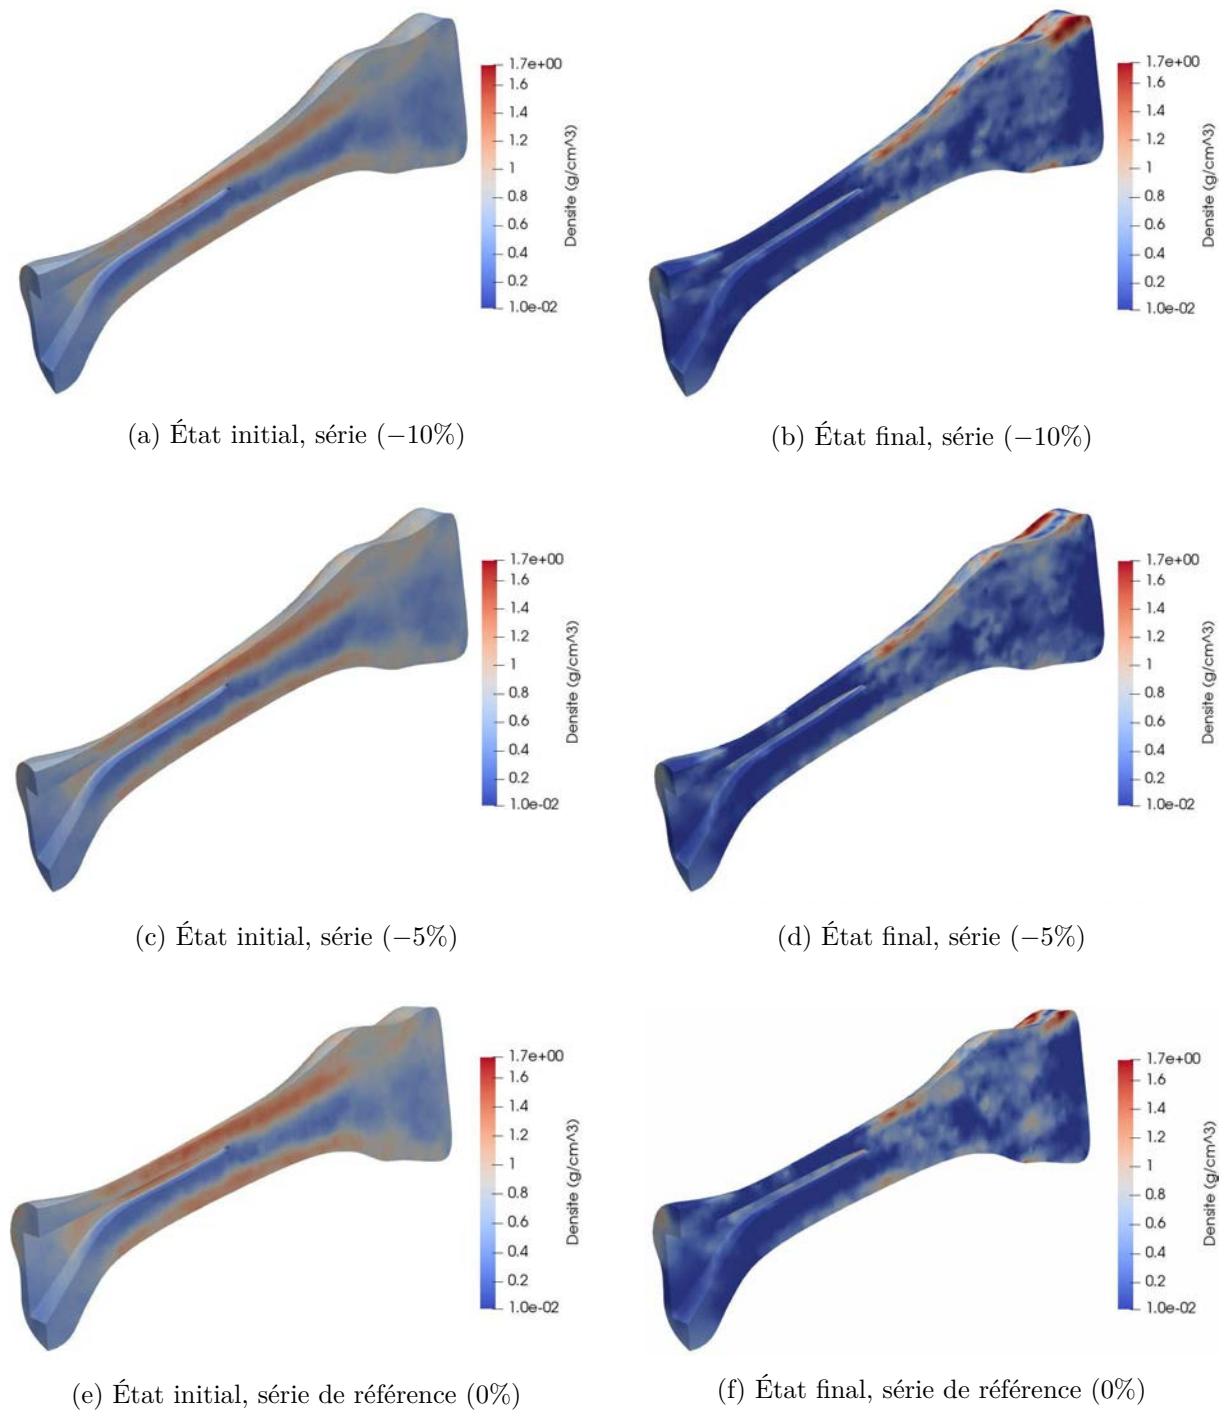 1.7e+00
1.6
1.4
1.2
1
0.8
0.6
0.4
0.2
1.0e-02
Densite (g/cm^3)
1.7e+00
1.6
1.4
1.2
1
0.8
0.6
0.4
0.2
1.0e-02
Densite (g/cm^3)
(a) État initial, série (−10%)
(b) État final, série (−10%)
1.7e+00
1.6
1.4
1.2
1
0.8
0.6
0.4
0.2
1.0e-02
Densite (g/cm^3)
1.7e+00
1.6
1.4
1.2
1
0.8
0.6
0.4
0.2
1.0e-02
Densite (g/cm^3)
(c) État initial, série (−5%)
(d) État final, série (−5%)
1.7e+00
1.6
1.4
1.2
1
0.8
0.6
0.4
0.2
1.0e-02
Densite (g/cm^3)
1.7e+00
1.6
1.4
1.2
1
0.8
0.6
0.4
0.2
1.0e-02
Densite (g/cm^3)
(e) État initial, série de référence (0%)
(f) État final, série de référence (0%)